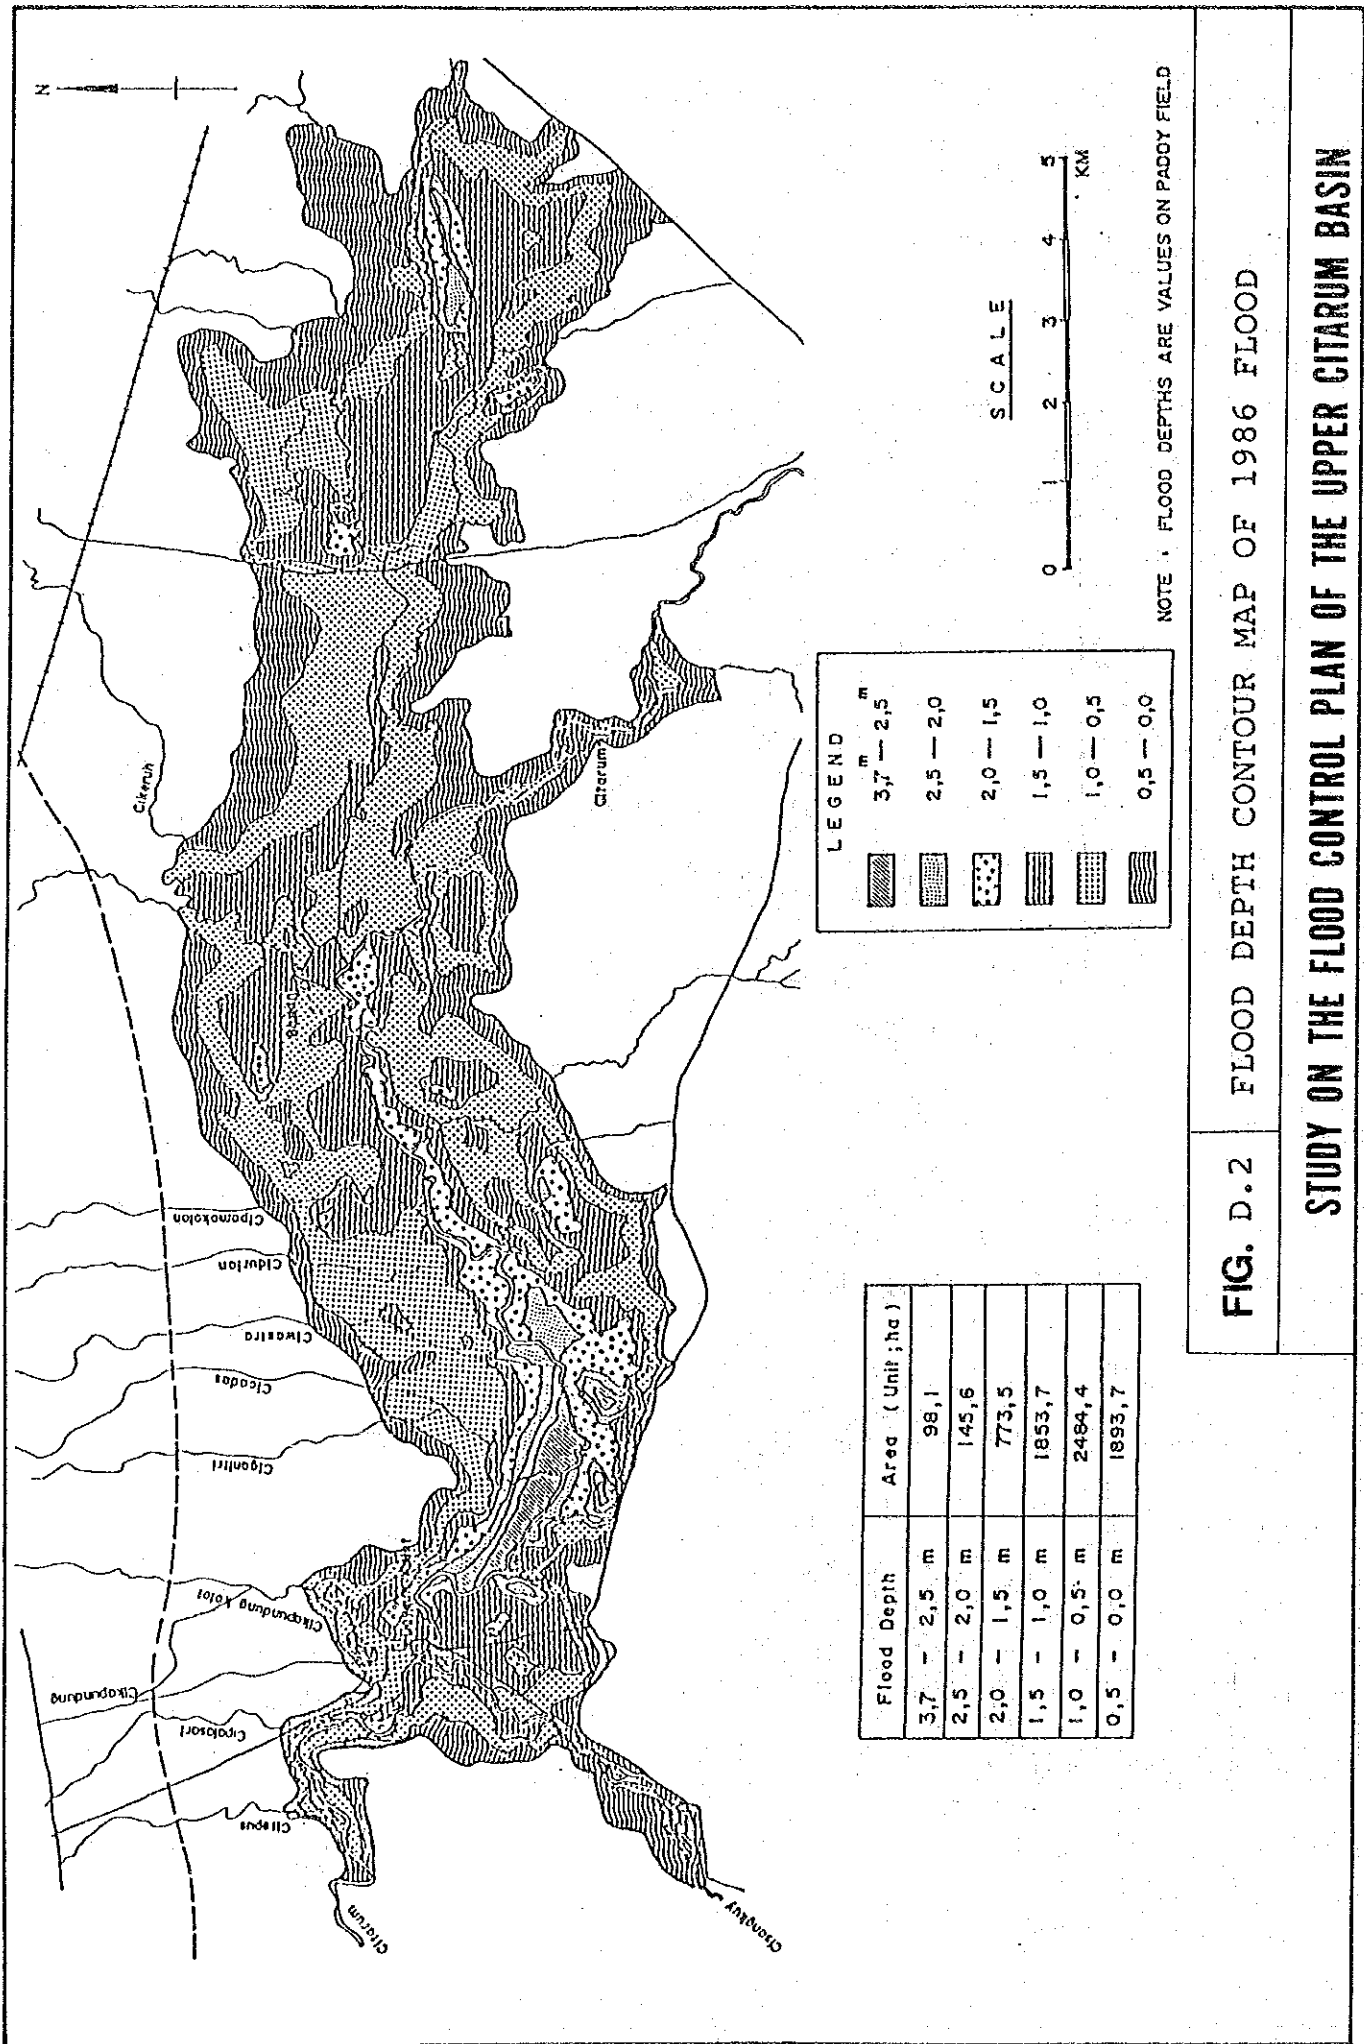 N
Cikeruh
Cipamokolan
Cidurian
Ciwastra
Cicadas
Ciganitri
Cikapundung kolot
Cikapundung
Cipalasari
Citepus
Citarum
Cisangkuy
Citarum
LEGEND
m m
3,7 — 2,5
2,5 — 2,0
2,0 — 1,5
1,5 — 1,0
1,0 — 0,5
0,5 — 0,0
SCALE
0 1 2 3 4 5
KM
NOTE : FLOOD DEPTHS ARE VALUES ON PADDY FIELD
Flood Depth Area (Unit ; ha)
3,7 - 2,5 m 98,1
2,5 - 2,0 m 145,6
2,0 - 1,5 m 773,5
1,5 - 1,0 m 1853,7
1,0 - 0,5 m 2484,4
0,5 - 0,0 m 1893,7
FIG. D.2 FLOOD DEPTH CONTOUR MAP OF 1986 FLOOD
STUDY ON THE FLOOD CONTROL PLAN OF THE UPPER CITARUM BASIN